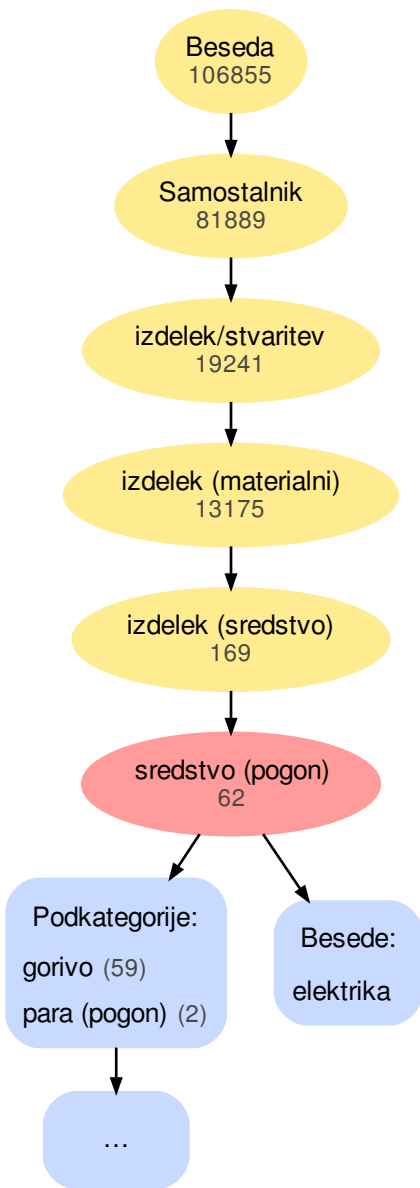 Beseda
106855
Samostalnik
81889
izdelek/stvaritev
19241
izdelek (materialni)
13175
izdelek (sredstvo)
169
sredstvo (pogon)
62
Podkategorije:
gorivo (59)
para (pogon) (2)
Besede:
elektrika
...